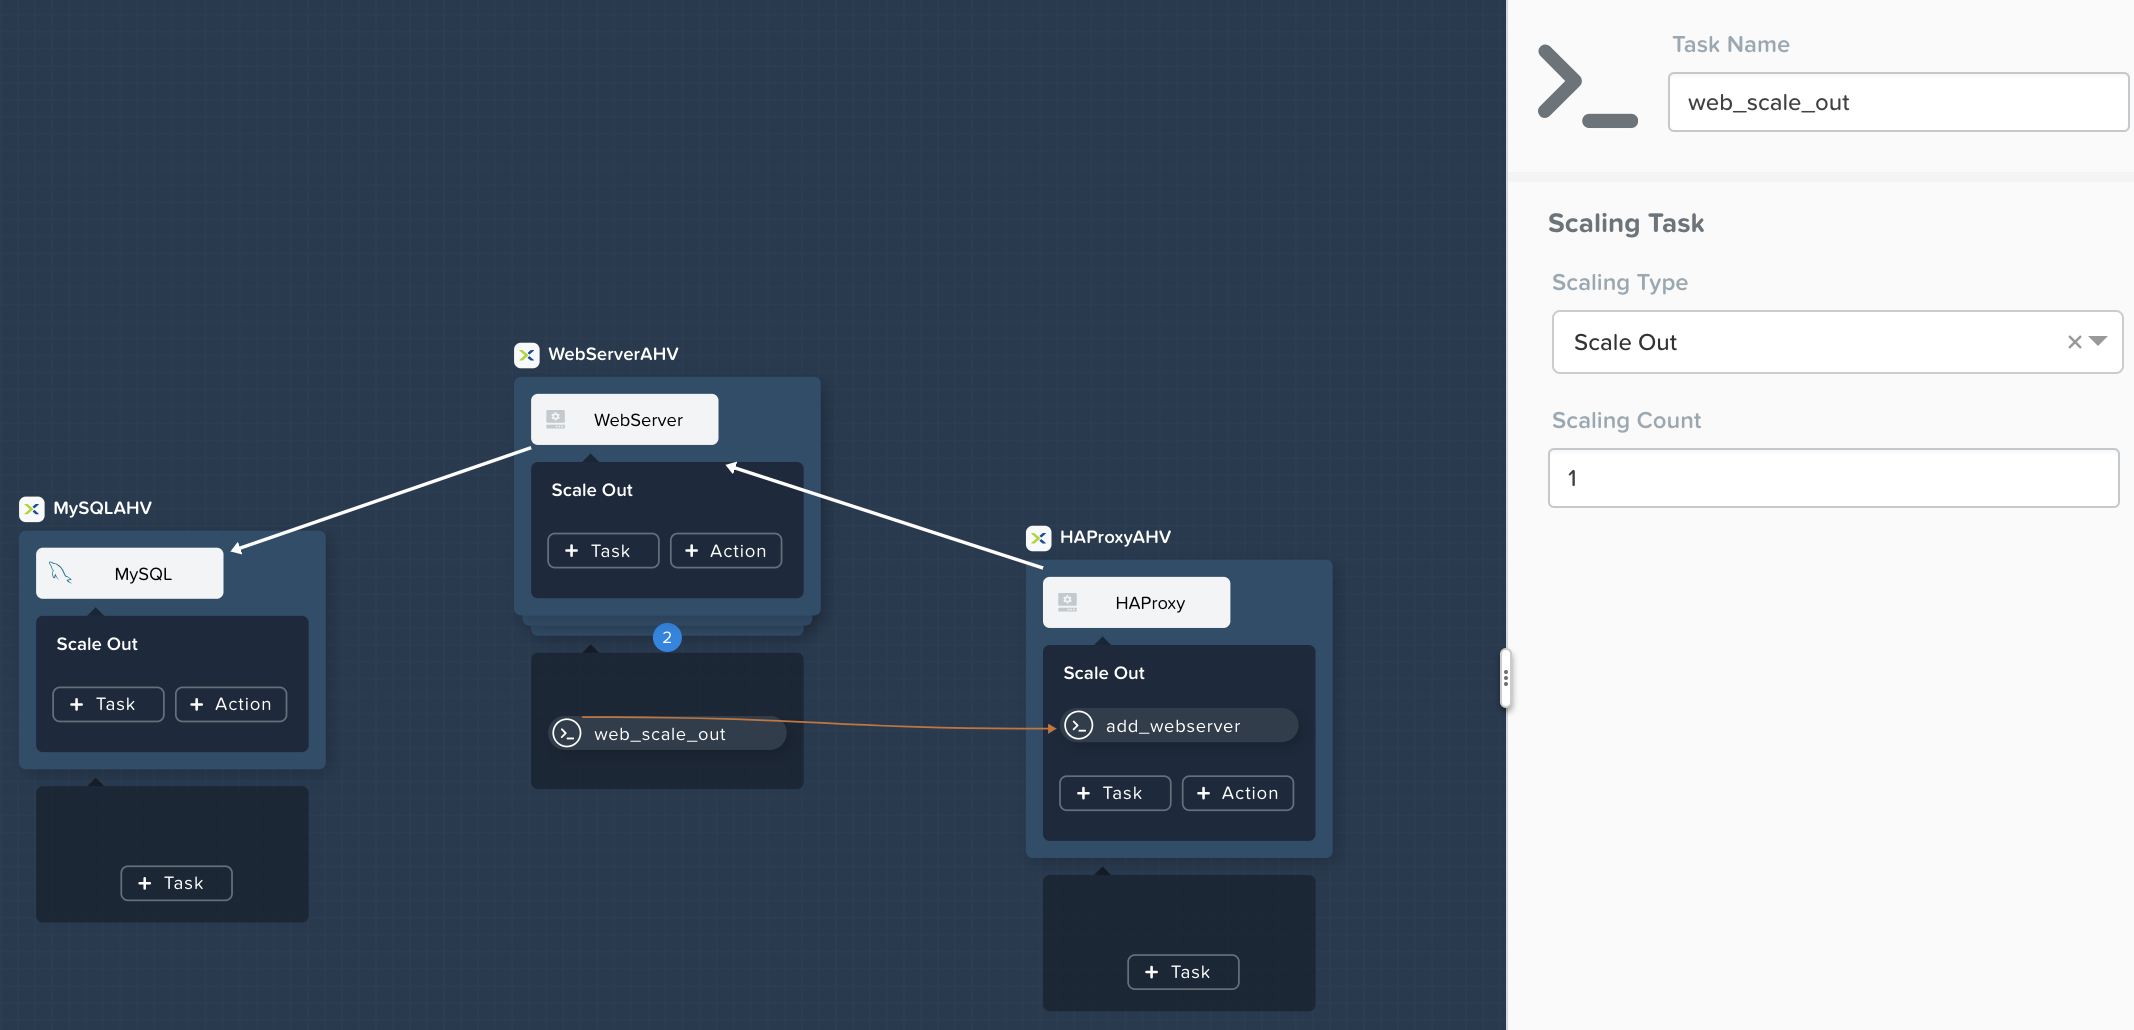 MySQLAHV
MySQL
Scale Out
+ Task
+ Action
+ Task
WebServerAHV
WebServer
Scale Out
+ Task
+ Action
2
web_scale_out
HAProxyAHV
HAProxy
Scale Out
add_webserver
+ Task
+ Action
+ Task
Task Name
web_scale_out
Scaling Task
Scaling Type
Scale Out
Scaling Count
1